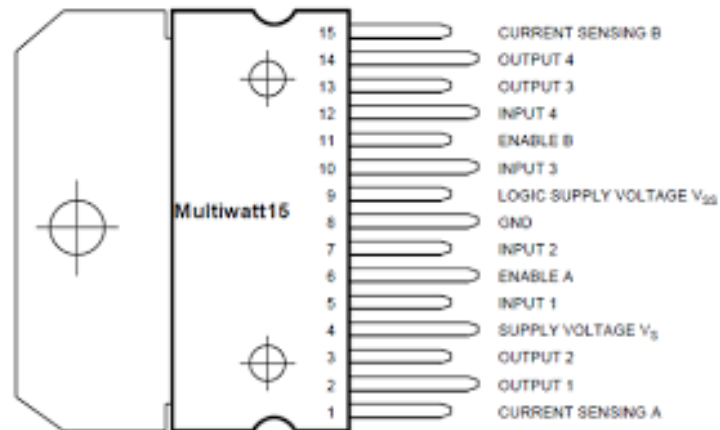 15 CURRENT SENSING B
14 OUTPUT 4
13 OUTPUT 3
12 INPUT 4
11 ENABLE B
10 INPUT 3
9 LOGIC SUPPLY VOLTAGE VSS
Multiwatt15
8 GND
7 INPUT 2
6 ENABLE A
5 INPUT 1
4 SUPPLY VOLTAGE VS
3 OUTPUT 2
2 OUTPUT 1
1 CURRENT SENSING A